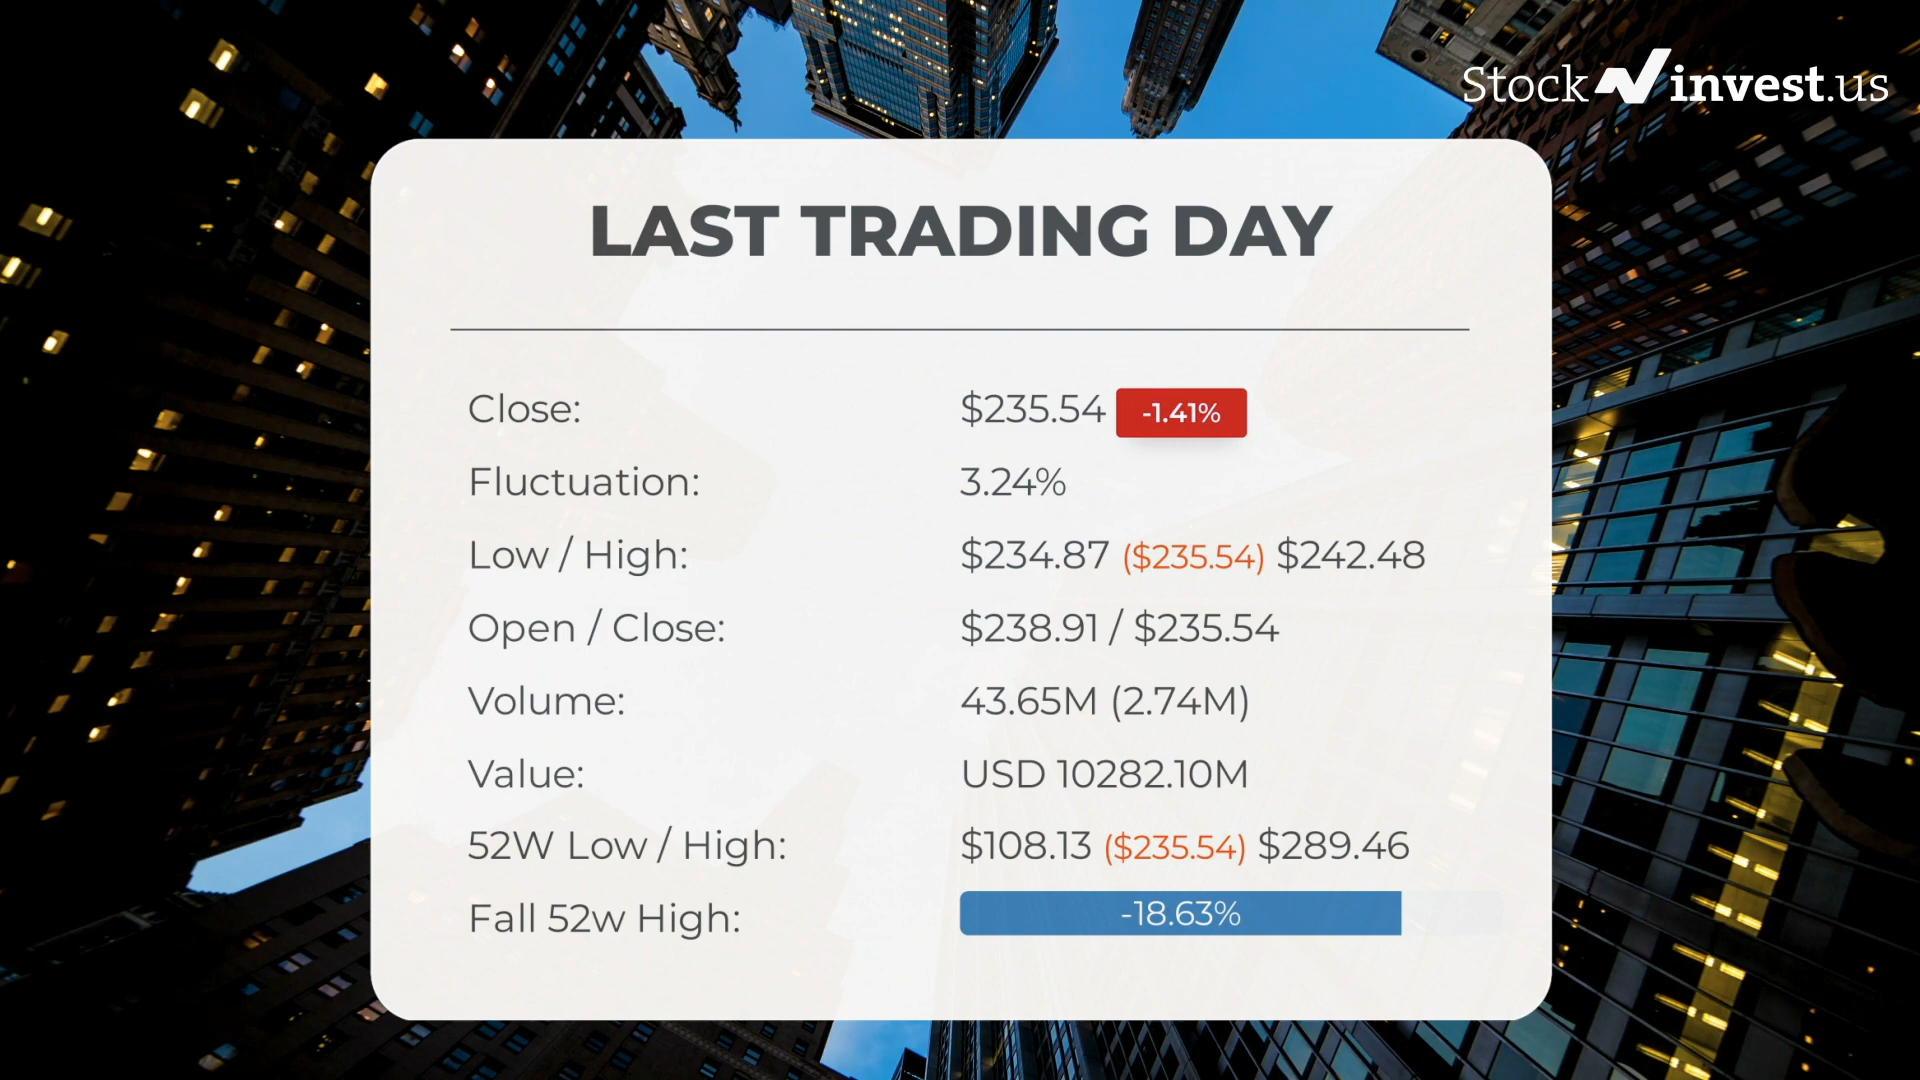 Stock invest.us
LAST TRADING DAY
Close: $235.54 -1.41%
Fluctuation: 3.24%
Low / High: $234.87 ($235.54) $242.48
Open / Close: $238.91 / $235.54
Volume: 43.65M (2.74M)
Value: USD 10282.10M
52W Low / High: $108.13 ($235.54) $289.46
Fall 52w High: -18.63%